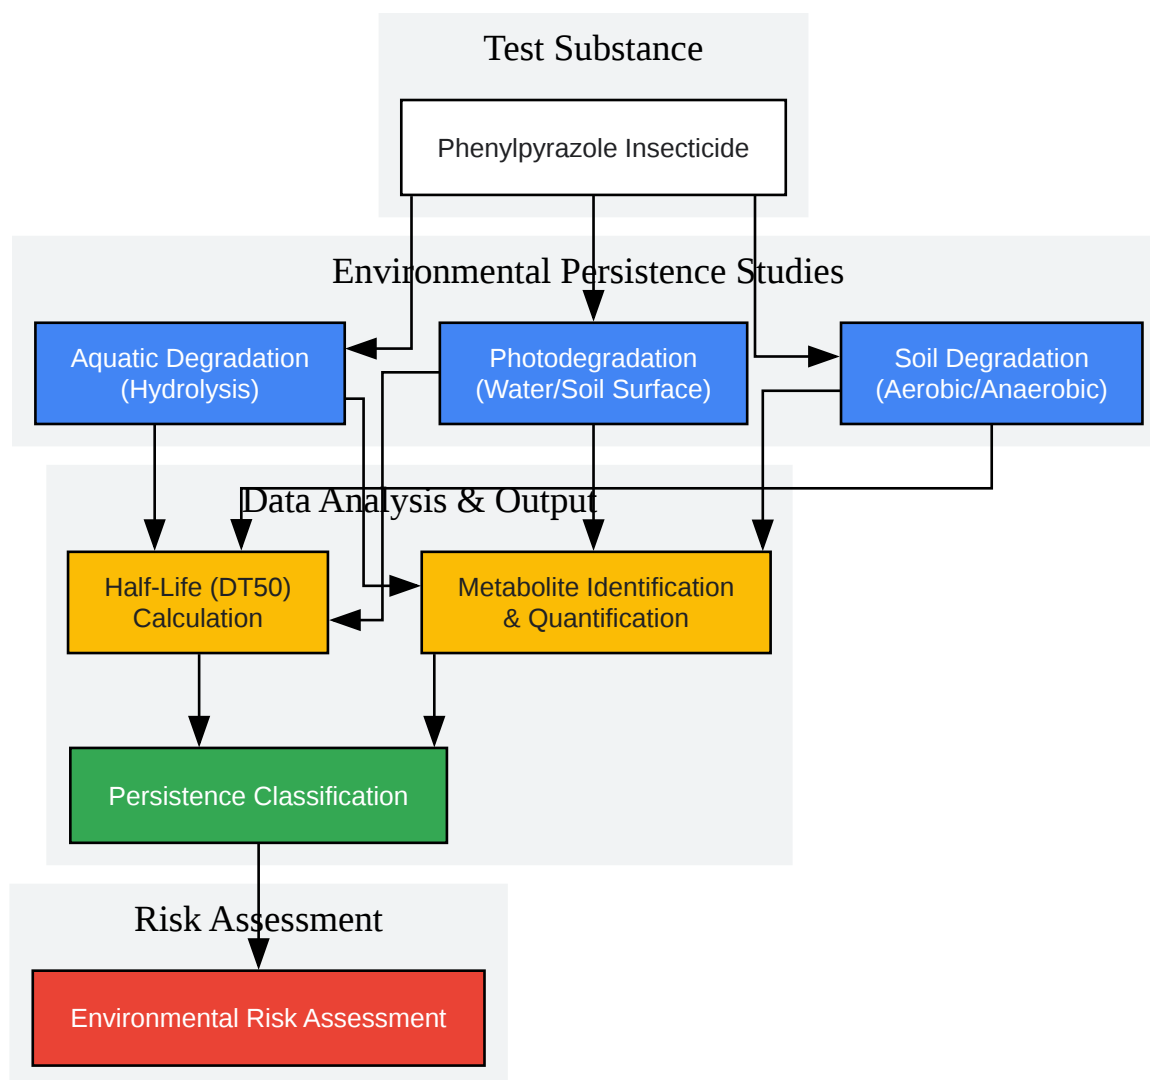 Test Substance
Phenylpyrazole Insecticide
Environmental Persistence Studies
Aquatic Degradation
(Hydrolysis)
Photodegradation
(Water/Soil Surface)
Soil Degradation
(Aerobic/Anaerobic)
Data Analysis & Output
Half-Life (DT50)
Calculation
Metabolite Identification
& Quantification
Persistence Classification
Risk Assessment
Environmental Risk Assessment